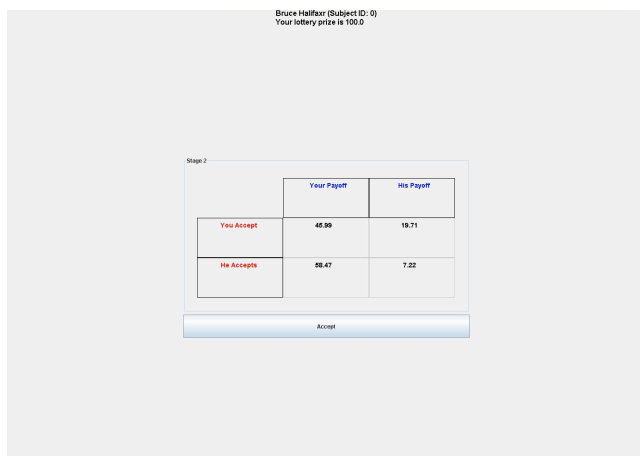 Bruce Halifaxr (Subject ID: 0)
Your lottery prize is 100.0
Stage 2
Your Payoff His Payoff
You Accept 45.99 19.71
He Accepts 58.47 7.22
Accept